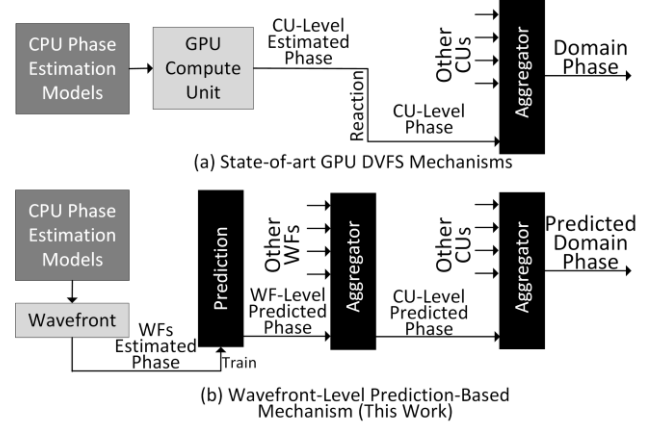 CPU Phase
Estimation
Models
GPU
Compute
Unit
CU-Level
Estimated
Phase
Reaction
CU-Level
Phase
Other
CUs
Aggregator
Domain
Phase
(a) State-of-art GPU DVFS Mechanisms
CPU Phase
Estimation
Models
Wavefront
WFs
Estimated
Phase
Train
Prediction
Other
WFs
WF-Level
Predicted
Phase
Aggregator
Other
CUs
CU-Level
Predicted
Phase
Aggregator
Predicted
Domain
Phase
(b) Wavefront-Level Prediction-Based
Mechanism (This Work)